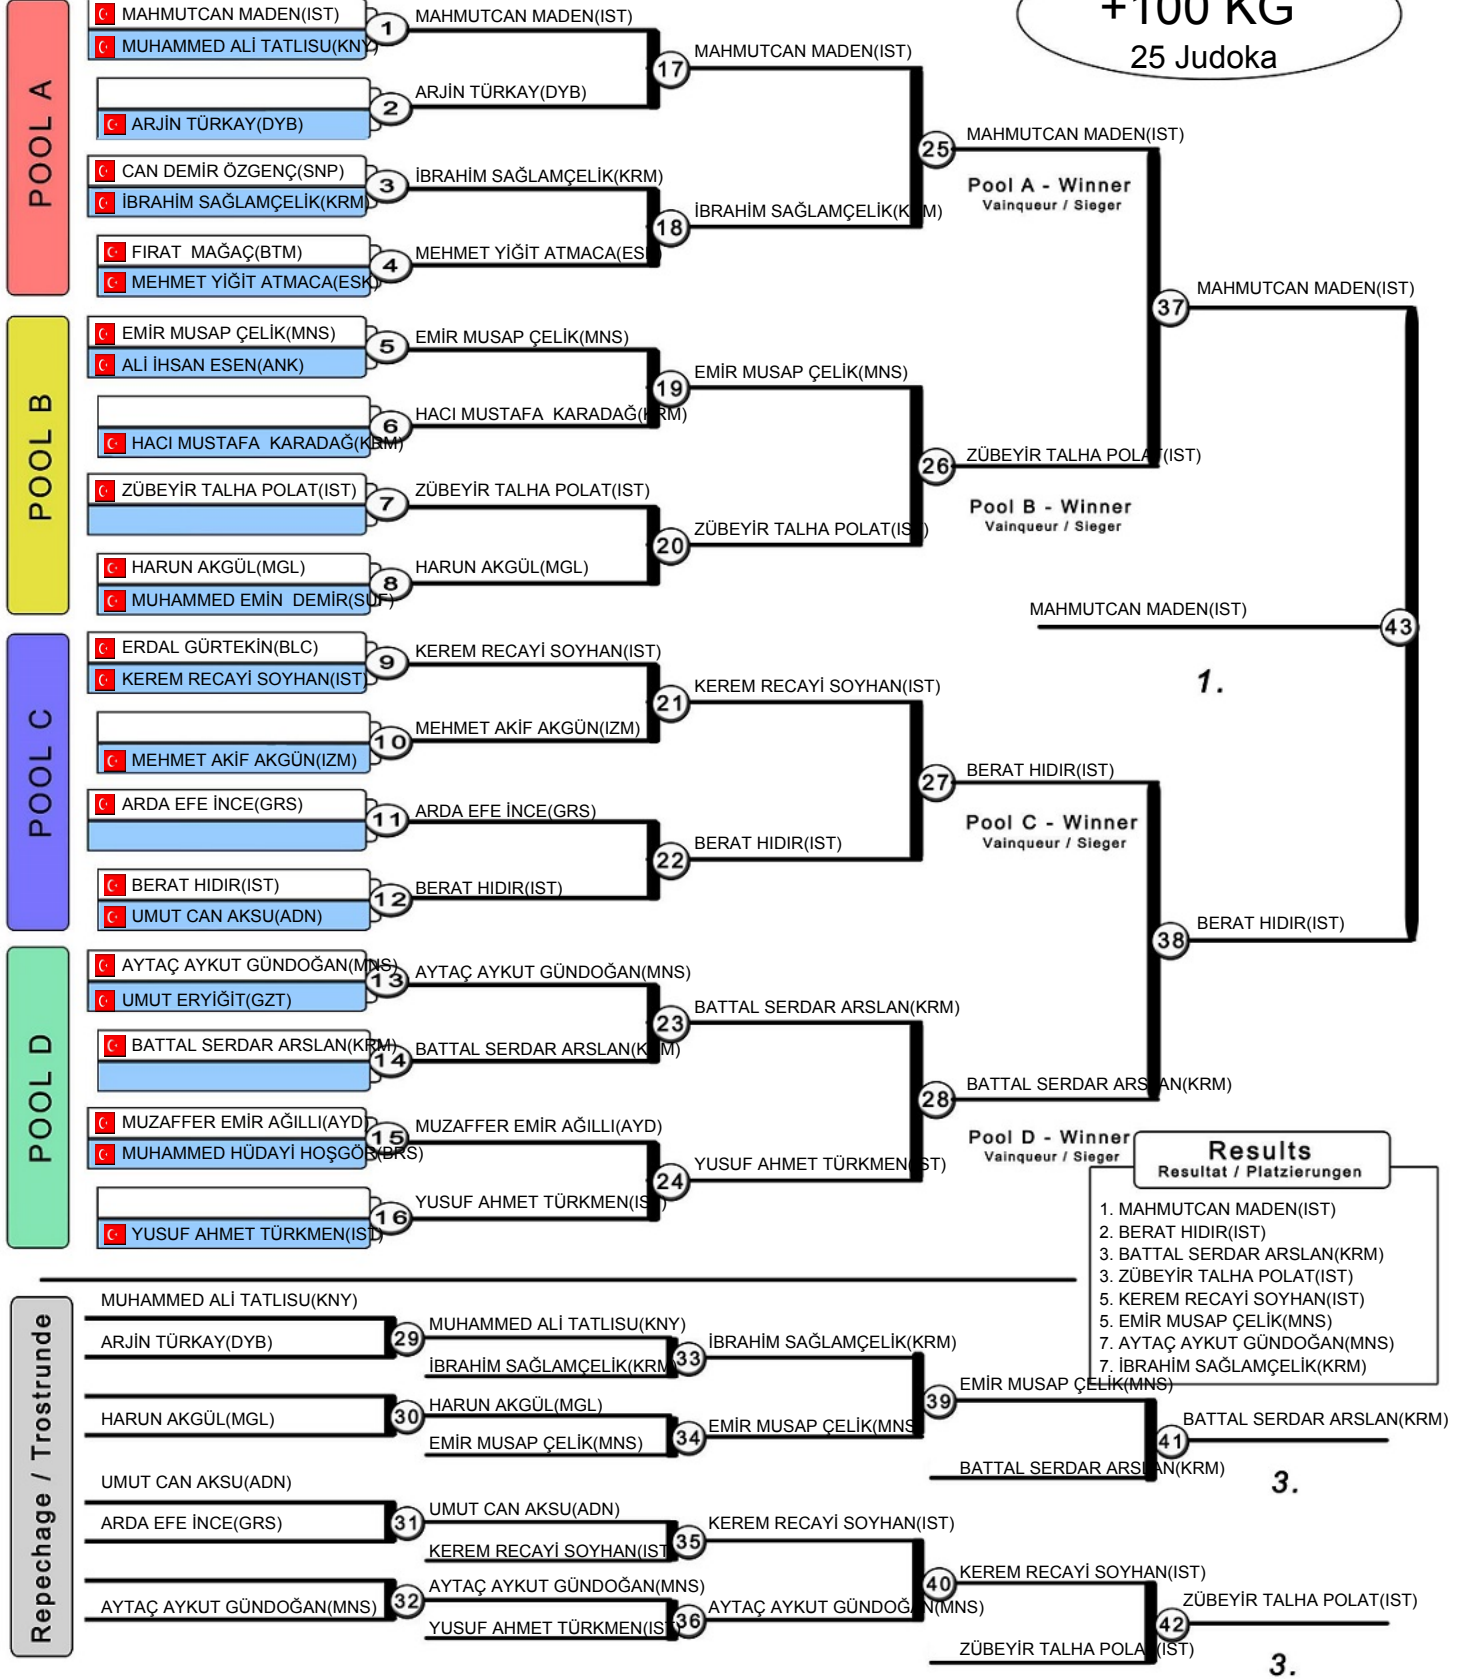 +100 KG
25 Judoka
POOL A
MAHMUTCAN MADEN(IST)
MUHAMMED ALİ TATLISU(KNY)
1
ARJİN TÜRKAY(DYB)
2
CAN DEMİR ÖZGENÇ(SNP)
İBRAHİM SAĞLAMÇELİK(KRM)
3
FIRAT  MAĞAÇ(BTM)
MEHMET YİĞİT ATMACA(ESK)
4
POOL B
EMİR MUSAP ÇELİK(MNS)
ALİ İHSAN ESEN(ANK)
5
HACI MUSTAFA  KARADAĞ(KRM)
6
ZÜBEYİR TALHA POLAT(IST)
7
HARUN AKGÜL(MGL)
MUHAMMED EMİN  DEMİR(SUF)
8
POOL C
ERDAL GÜRTEKİN(BLC)
KEREM RECAYİ SOYHAN(IST)
9
MEHMET AKİF AKGÜN(IZM)
10
ARDA EFE İNCE(GRS)
11
BERAT HIDIR(IST)
UMUT CAN AKSU(ADN)
12
POOL D
AYTAÇ AYKUT GÜNDOĞAN(MNS)
UMUT ERYİĞİT(GZT)
13
BATTAL SERDAR ARSLAN(KRM)
14
MUZAFFER EMİR AĞILLI(AYD)
MUHAMMED HÜDAYİ HOŞGÖR(BRS)
15
YUSUF AHMET TÜRKMEN(IST)
16
MAHMUTCAN MADEN(IST)
ARJİN TÜRKAY(DYB)
17
İBRAHİM SAĞLAMÇELİK(KRM)
MEHMET YİĞİT ATMACA(ESK)
18
EMİR MUSAP ÇELİK(MNS)
HACI MUSTAFA  KARADAĞ(KRM)
19
ZÜBEYİR TALHA POLAT(IST)
HARUN AKGÜL(MGL)
20
KEREM RECAYİ SOYHAN(IST)
MEHMET AKİF AKGÜN(IZM)
21
ARDA EFE İNCE(GRS)
BERAT HIDIR(IST)
22
AYTAÇ AYKUT GÜNDOĞAN(MNS)
BATTAL SERDAR ARSLAN(KRM)
23
MUZAFFER EMİR AĞILLI(AYD)
YUSUF AHMET TÜRKMEN(IST)
24
MAHMUTCAN MADEN(IST)
İBRAHİM SAĞLAMÇELİK(KRM)
25
EMİR MUSAP ÇELİK(MNS)
ZÜBEYİR TALHA POLAT(IST)
26
KEREM RECAYİ SOYHAN(IST)
BERAT HIDIR(IST)
27
BATTAL SERDAR ARSLAN(KRM)
YUSUF AHMET TÜRKMEN(IST)
28
MAHMUTCAN MADEN(IST)
Pool A - Winner
Vainqueur / Sieger
ZÜBEYİR TALHA POLAT(IST)
Pool B - Winner
Vainqueur / Sieger
37
BERAT HIDIR(IST)
Pool C - Winner
Vainqueur / Sieger
BATTAL SERDAR ARSLAN(KRM)
Pool D - Winner
Vainqueur / Sieger
38
MAHMUTCAN MADEN(IST)
BERAT HIDIR(IST)
43
MAHMUTCAN MADEN(IST)
1.
Results
Resultat / Platzierungen
1. MAHMUTCAN MADEN(IST)
2. BERAT HIDIR(IST)
3. BATTAL SERDAR ARSLAN(KRM)
3. ZÜBEYİR TALHA POLAT(IST)
5. KEREM RECAYİ SOYHAN(IST)
5. EMİR MUSAP ÇELİK(MNS)
7. AYTAÇ AYKUT GÜNDOĞAN(MNS)
7. İBRAHİM SAĞLAMÇELİK(KRM)
Repechage / Trostrunde
MUHAMMED ALİ TATLISU(KNY)
ARJİN TÜRKAY(DYB)
29
HARUN AKGÜL(MGL)
30
UMUT CAN AKSU(ADN)
ARDA EFE İNCE(GRS)
31
AYTAÇ AYKUT GÜNDOĞAN(MNS)
32
MUHAMMED ALİ TATLISU(KNY)
İBRAHİM SAĞLAMÇELİK(KRM)
33
HARUN AKGÜL(MGL)
EMİR MUSAP ÇELİK(MNS)
34
UMUT CAN AKSU(ADN)
KEREM RECAYİ SOYHAN(IST)
35
AYTAÇ AYKUT GÜNDOĞAN(MNS)
YUSUF AHMET TÜRKMEN(IST)
36
İBRAHİM SAĞLAMÇELİK(KRM)
EMİR MUSAP ÇELİK(MNS)
39
KEREM RECAYİ SOYHAN(IST)
AYTAÇ AYKUT GÜNDOĞAN(MNS)
40
EMİR MUSAP ÇELİK(MNS)
BATTAL SERDAR ARSLAN(KRM)
41
BATTAL SERDAR ARSLAN(KRM)
3.
KEREM RECAYİ SOYHAN(IST)
ZÜBEYİR TALHA POLAT(IST)
42
ZÜBEYİR TALHA POLAT(IST)
3.